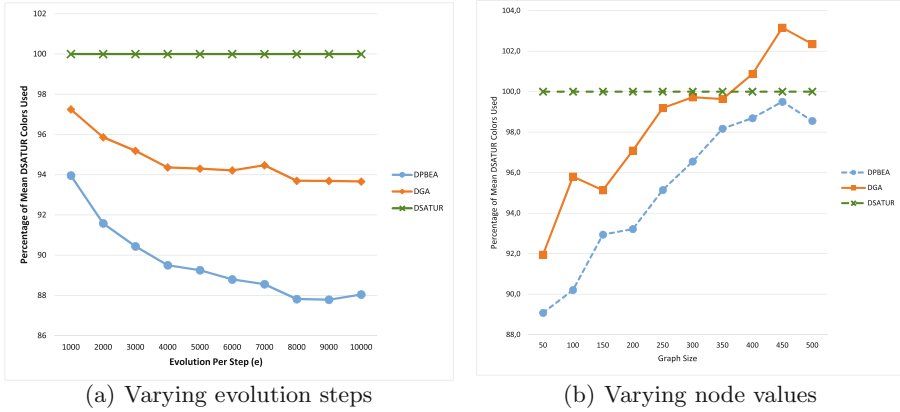 102
100
98
96
94
92
90
88
86
Percentage of Mean DSATUR Colors Used
1000 2000 3000 4000 5000 6000 7000 8000 9000 10000
Evolution Per Step (e)
DPBEA
DGA
DSATUR
(a) Varying evolution steps
104,0
102,0
100,0
98,0
96,0
94,0
92,0
90,0
88,0
Percentage of Mean DSATUR Colors Used
50 100 150 200 250 300 350 400 450 500
Graph Size
DPBEA
DGA
DSATUR
(b) Varying node values